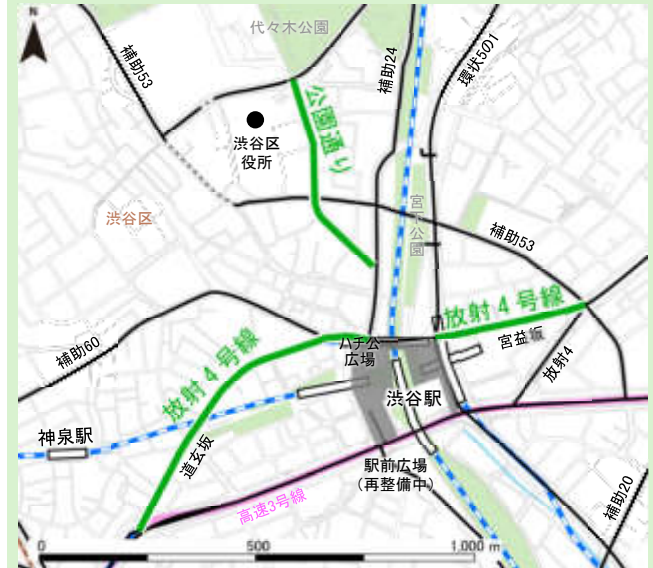 N
代々木公園
補助53
補助24
環状5の1
公園通り
渋谷区
役所
渋谷区
宮下公園
補助53
放射4号線
宮益坂
放射4号線
ハチ公
広場
補助60
放射4
渋谷駅
神泉駅
道玄坂
駅前広場
(再整備中)
高速3号線
補助20
0
500
1,000 m